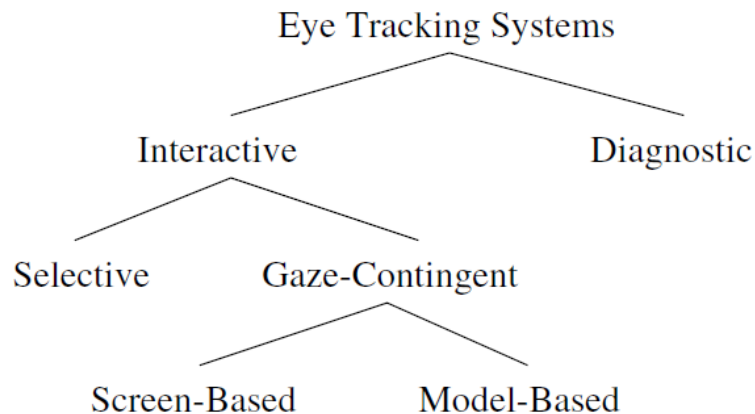 Eye Tracking Systems
Interactive
Diagnostic
Selective
Gaze-Contingent
Screen-Based
Model-Based